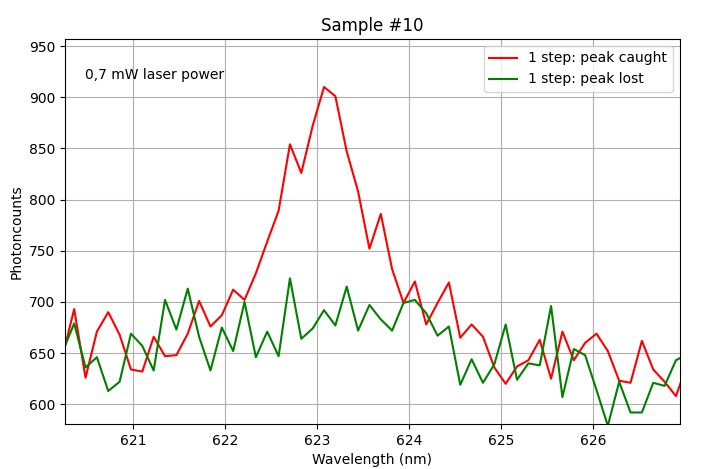 Sample #10
0,7 mW laser power
1 step: peak caught
1 step: peak lost
950
900
850
800
750
700
650
600
Photoncounts
621 622 623 624 625 626
Wavelength (nm)